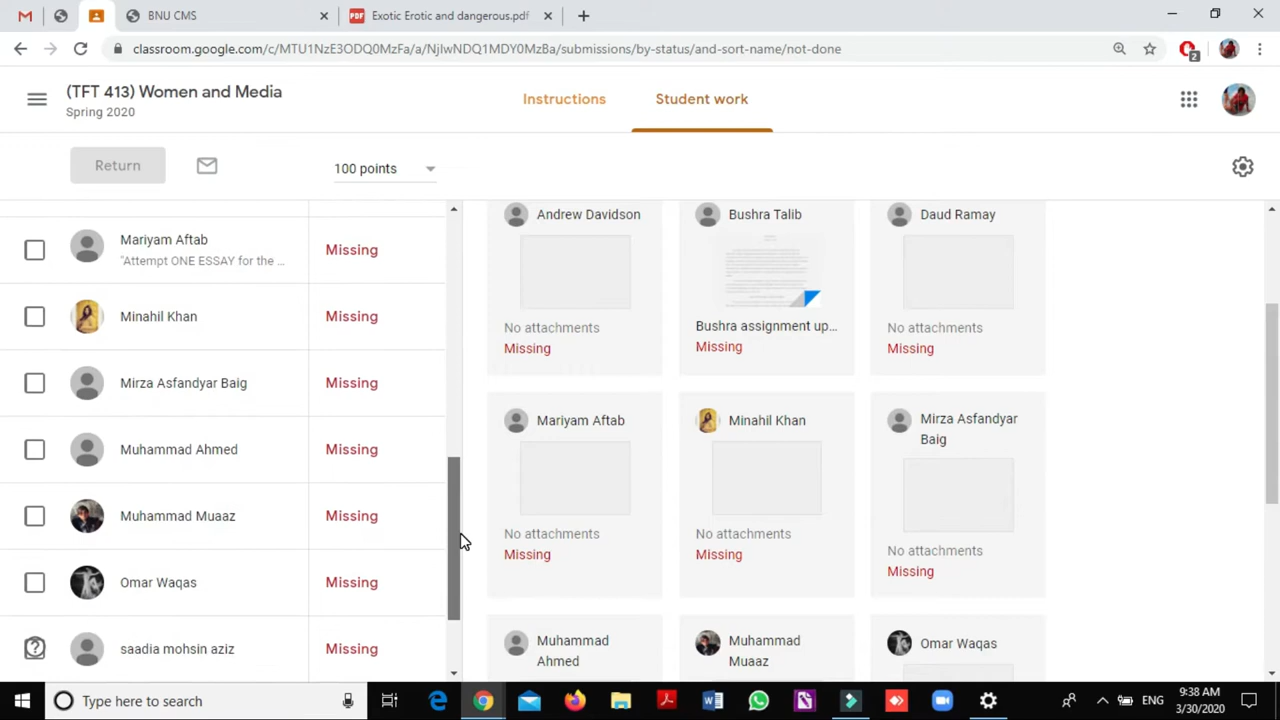 BNU CMS
Exotic Erotic and dangerous.pdf
classroom.google.com/c/MTU1NzE3ODQ0MzFa/a/NjIwNDQ1MDY0MzBa/submissions/by-status/and-sort-name/not-done
2
(TFT 413) Women and Media
Spring 2020
Instructions
Student work
Return
100 points
Mariyam Aftab
"Attempt ONE ESSAY for the ...
Missing
Minahil Khan
Missing
Mirza Asfandyar Baig
Missing
Muhammad Ahmed
Missing
Muhammad Muaaz
Missing
Omar Waqas
Missing
saadia mohsin aziz
Missing
Andrew Davidson
No attachments
Missing
Bushra Talib
Bushra assignment up...
Missing
Daud Ramay
No attachments
Missing
Mariyam Aftab
No attachments
Missing
Minahil Khan
No attachments
Missing
Mirza Asfandyar
Baig
No attachments
Missing
Muhammad
Ahmed
Muhammad
Muaaz
Omar Waqas
Type here to search
ENG
9:38 AM
3/30/2020